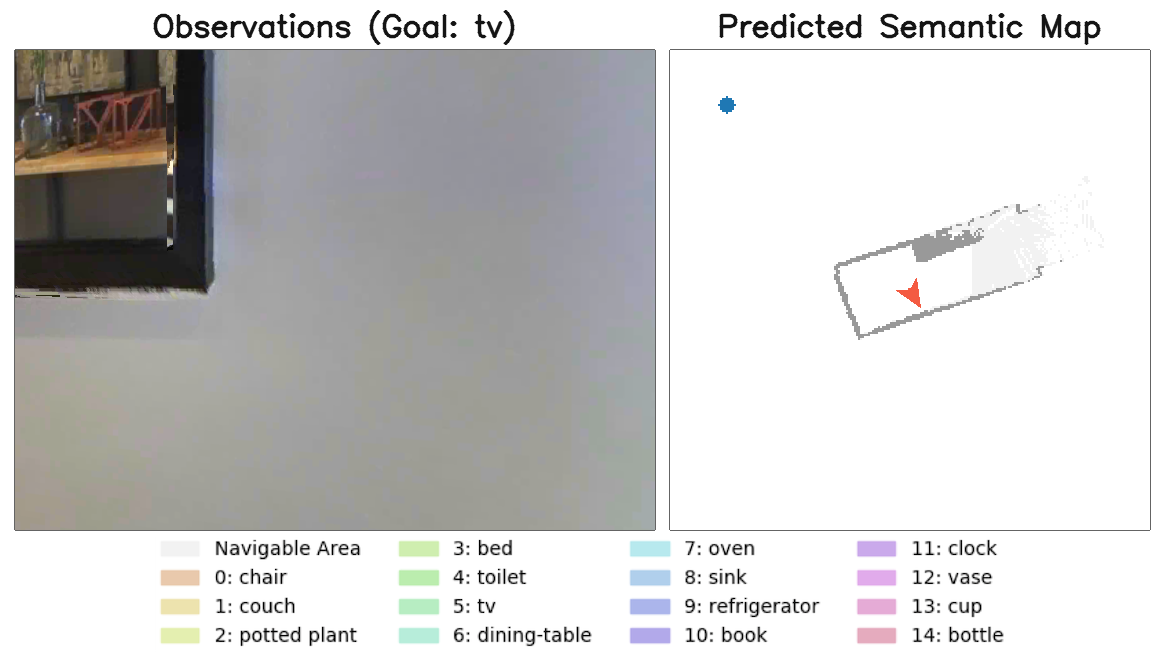 Observations (Goal: tv)
Predicted Semantic Map
Navigable Area
0: chair
1: couch
2: potted plant
3: bed
4: toilet
5: tv
6: dining-table
7: oven
8: sink
9: refrigerator
10: book
11: clock
12: vase
13: cup
14: bottle